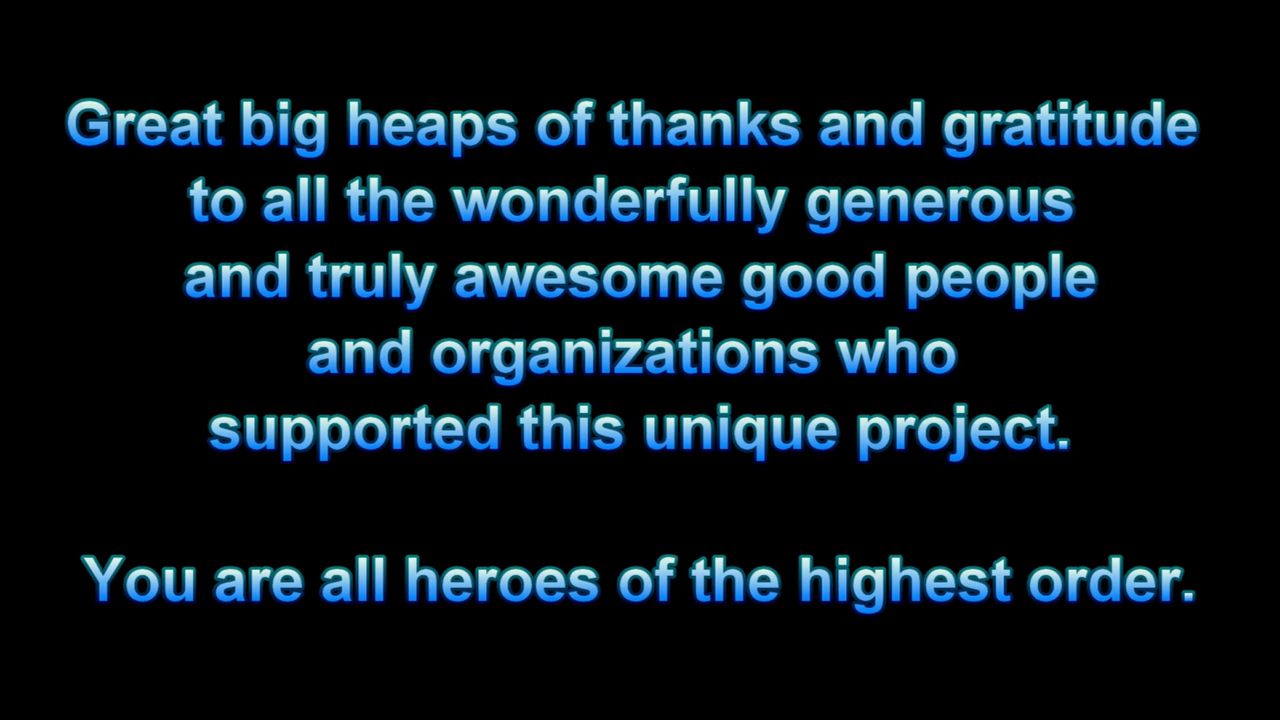 Great big heaps of thanks and gratitude
to all the wonderfully generous
and truly awesome good people
and organizations who
supported this unique project.
You are all heroes of the highest order.